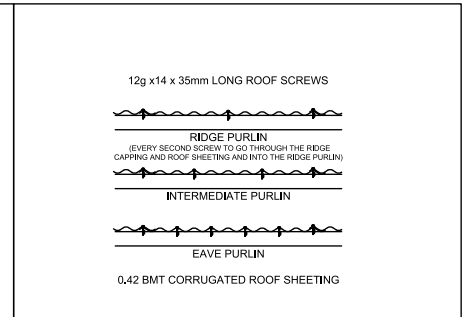 12g x14 x 35mm LONG ROOF SCREWS
RIDGE PURLIN
(EVERY SECOND SCREW TO GO THROUGH THE RIDGE
CAPPING AND ROOF SHEETING AND INTO THE RIDGE PURLIN)
INTERMEDIATE PURLIN
EAVE PURLIN
0.42 BMT CORRUGATED ROOF SHEETING